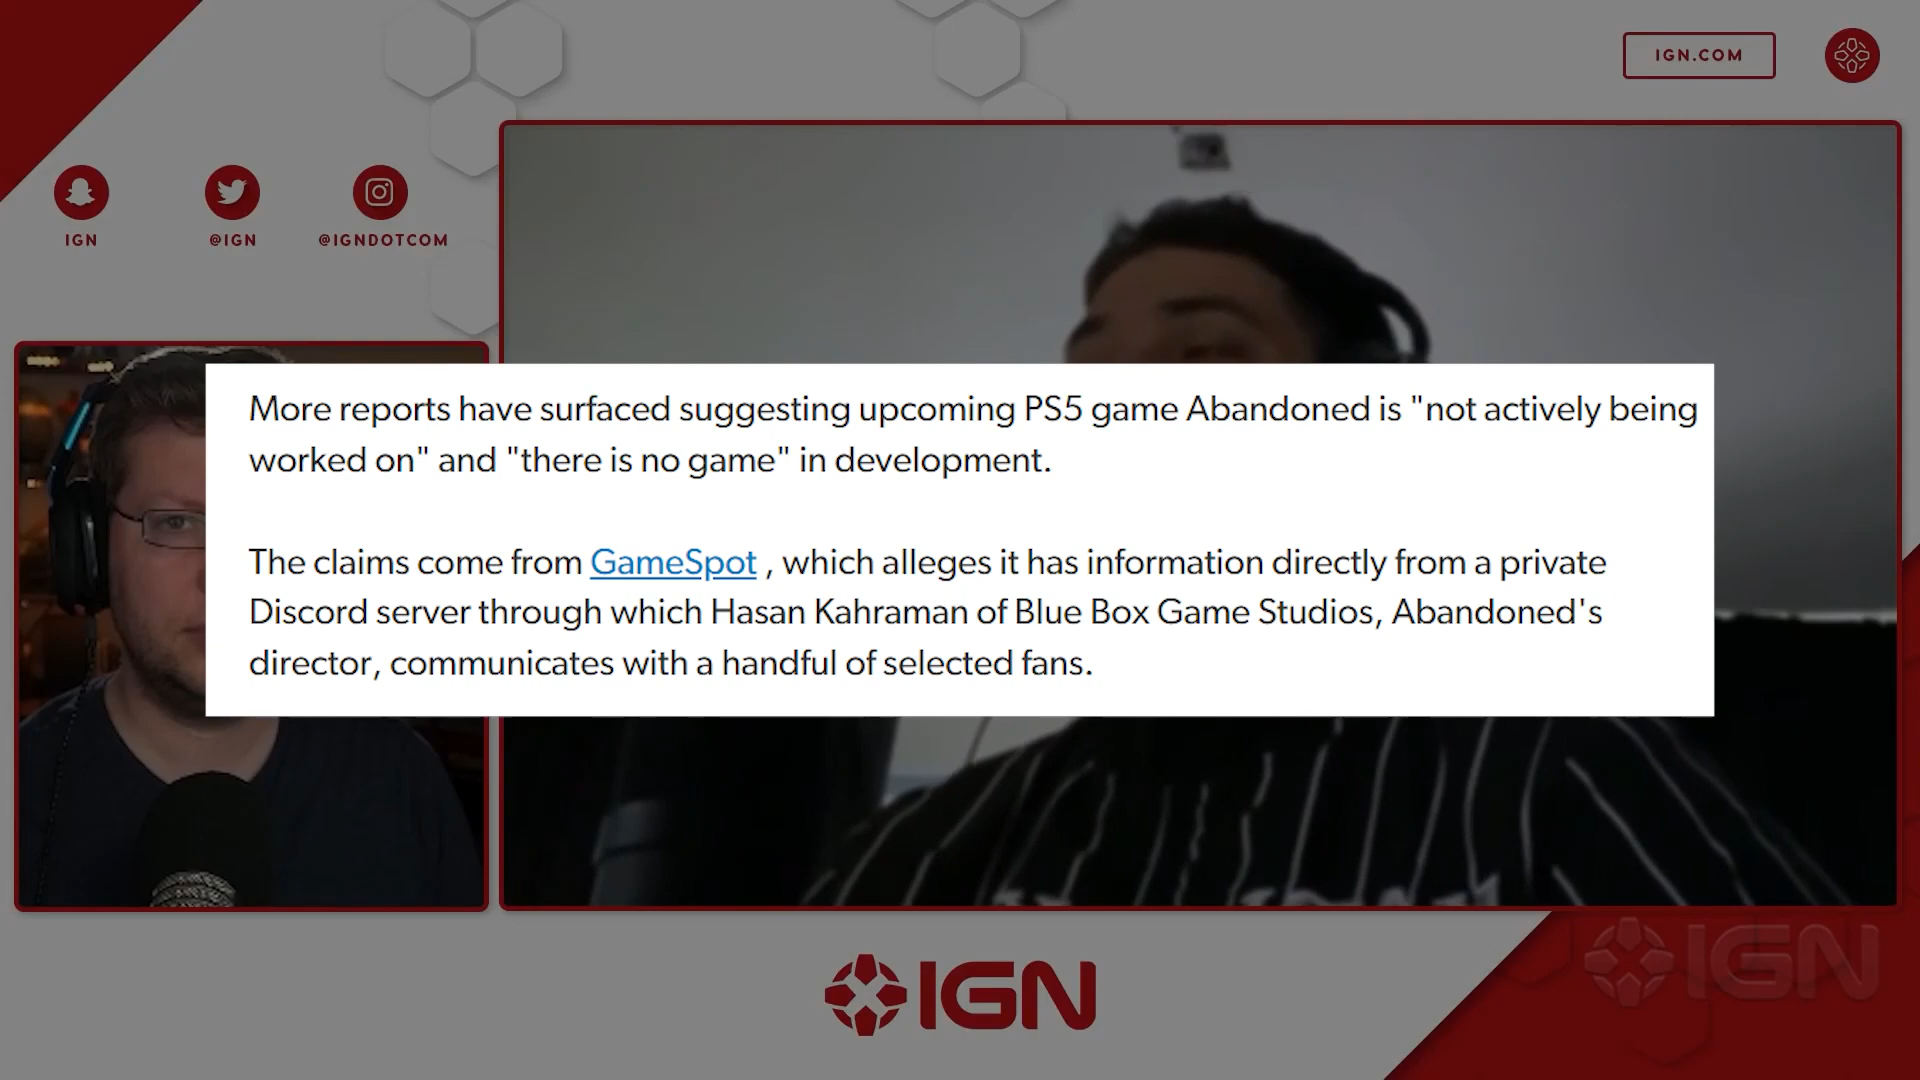 IGN.COM
IGN
@IGN
@IGNDOTCOM
More reports have surfaced suggesting upcoming PS5 game Abandoned is "not actively being
worked on" and "there is no game" in development.
The claims come from GameSpot , which alleges it has information directly from a private
Discord server through which Hasan Kahraman of Blue Box Game Studios, Abandoned's
director, communicates with a handful of selected fans.
IGN
IGN